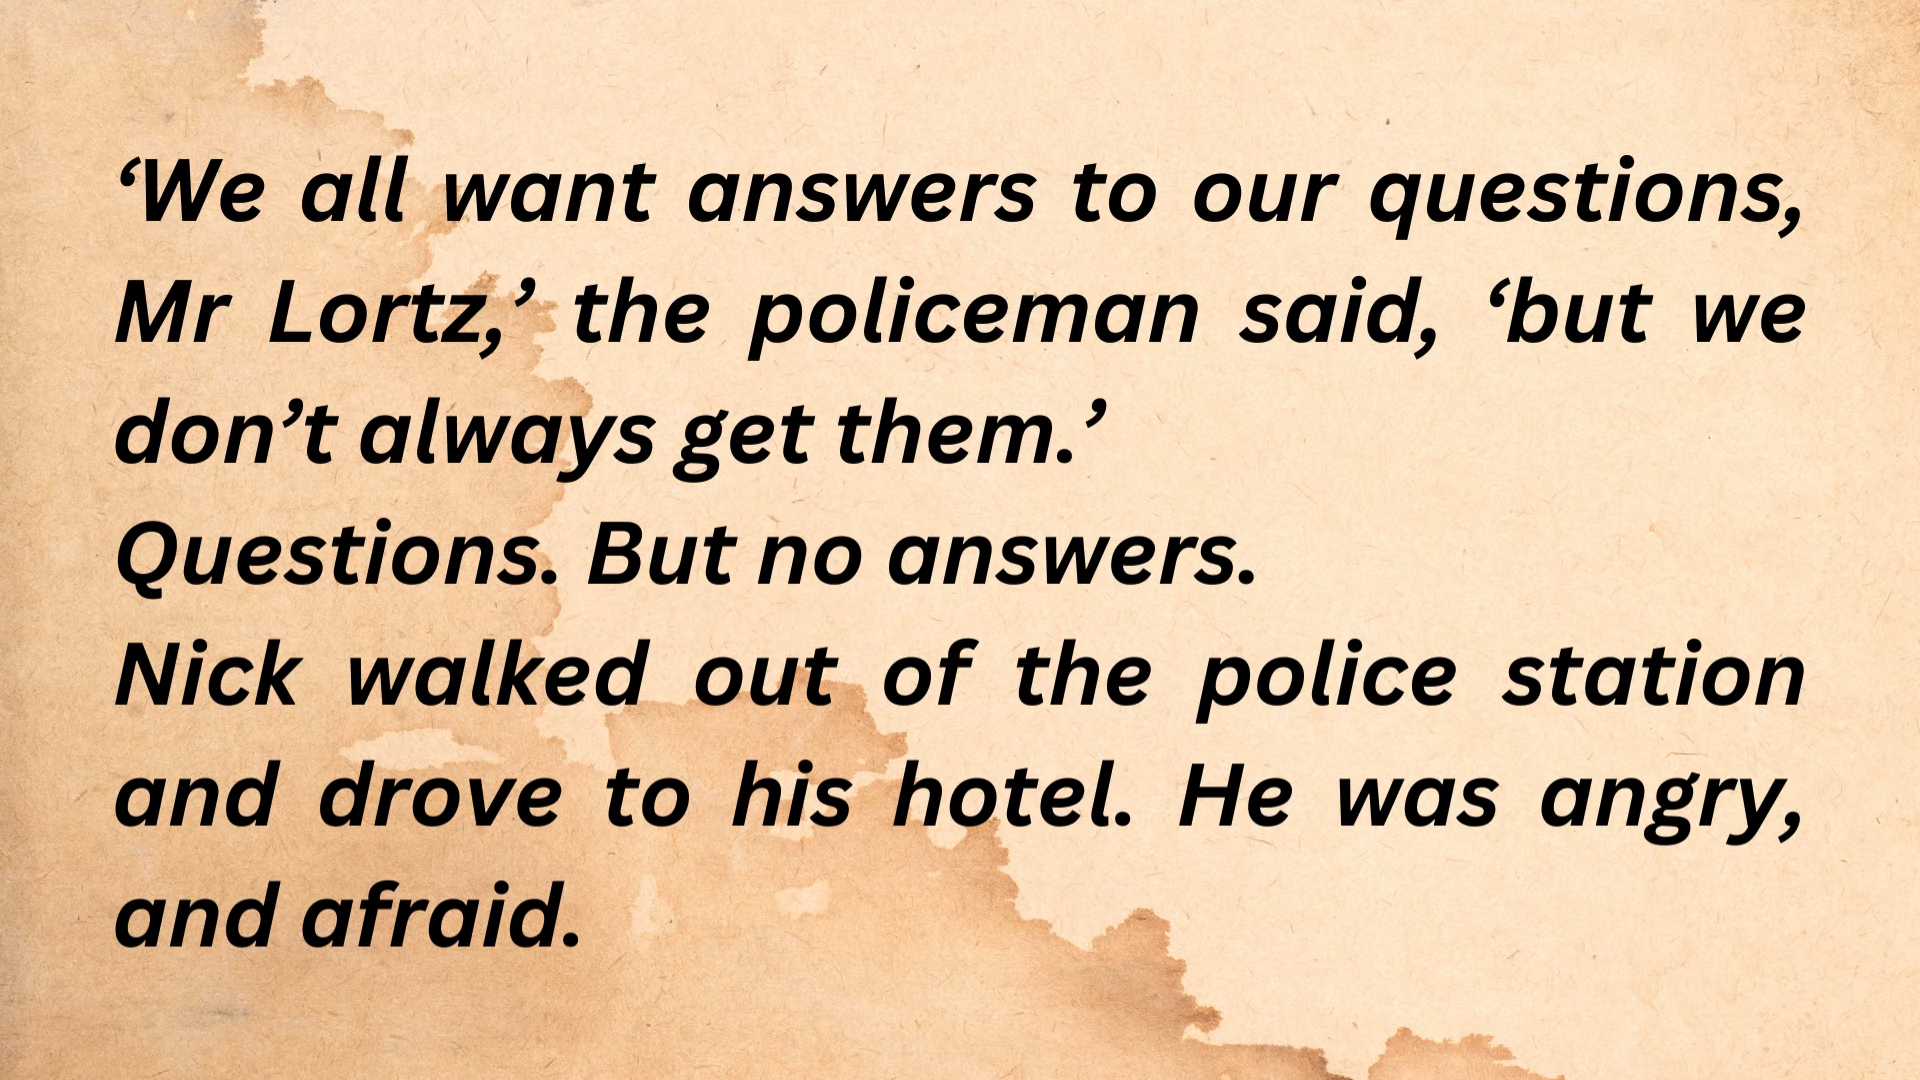 ‘We all want answers to our questions,
Mr Lortz,’ the policeman said, ‘but we
don’t always get them.’
Questions. But no answers.
Nick walked out of the police station
and drove to his hotel. He was angry,
and afraid.